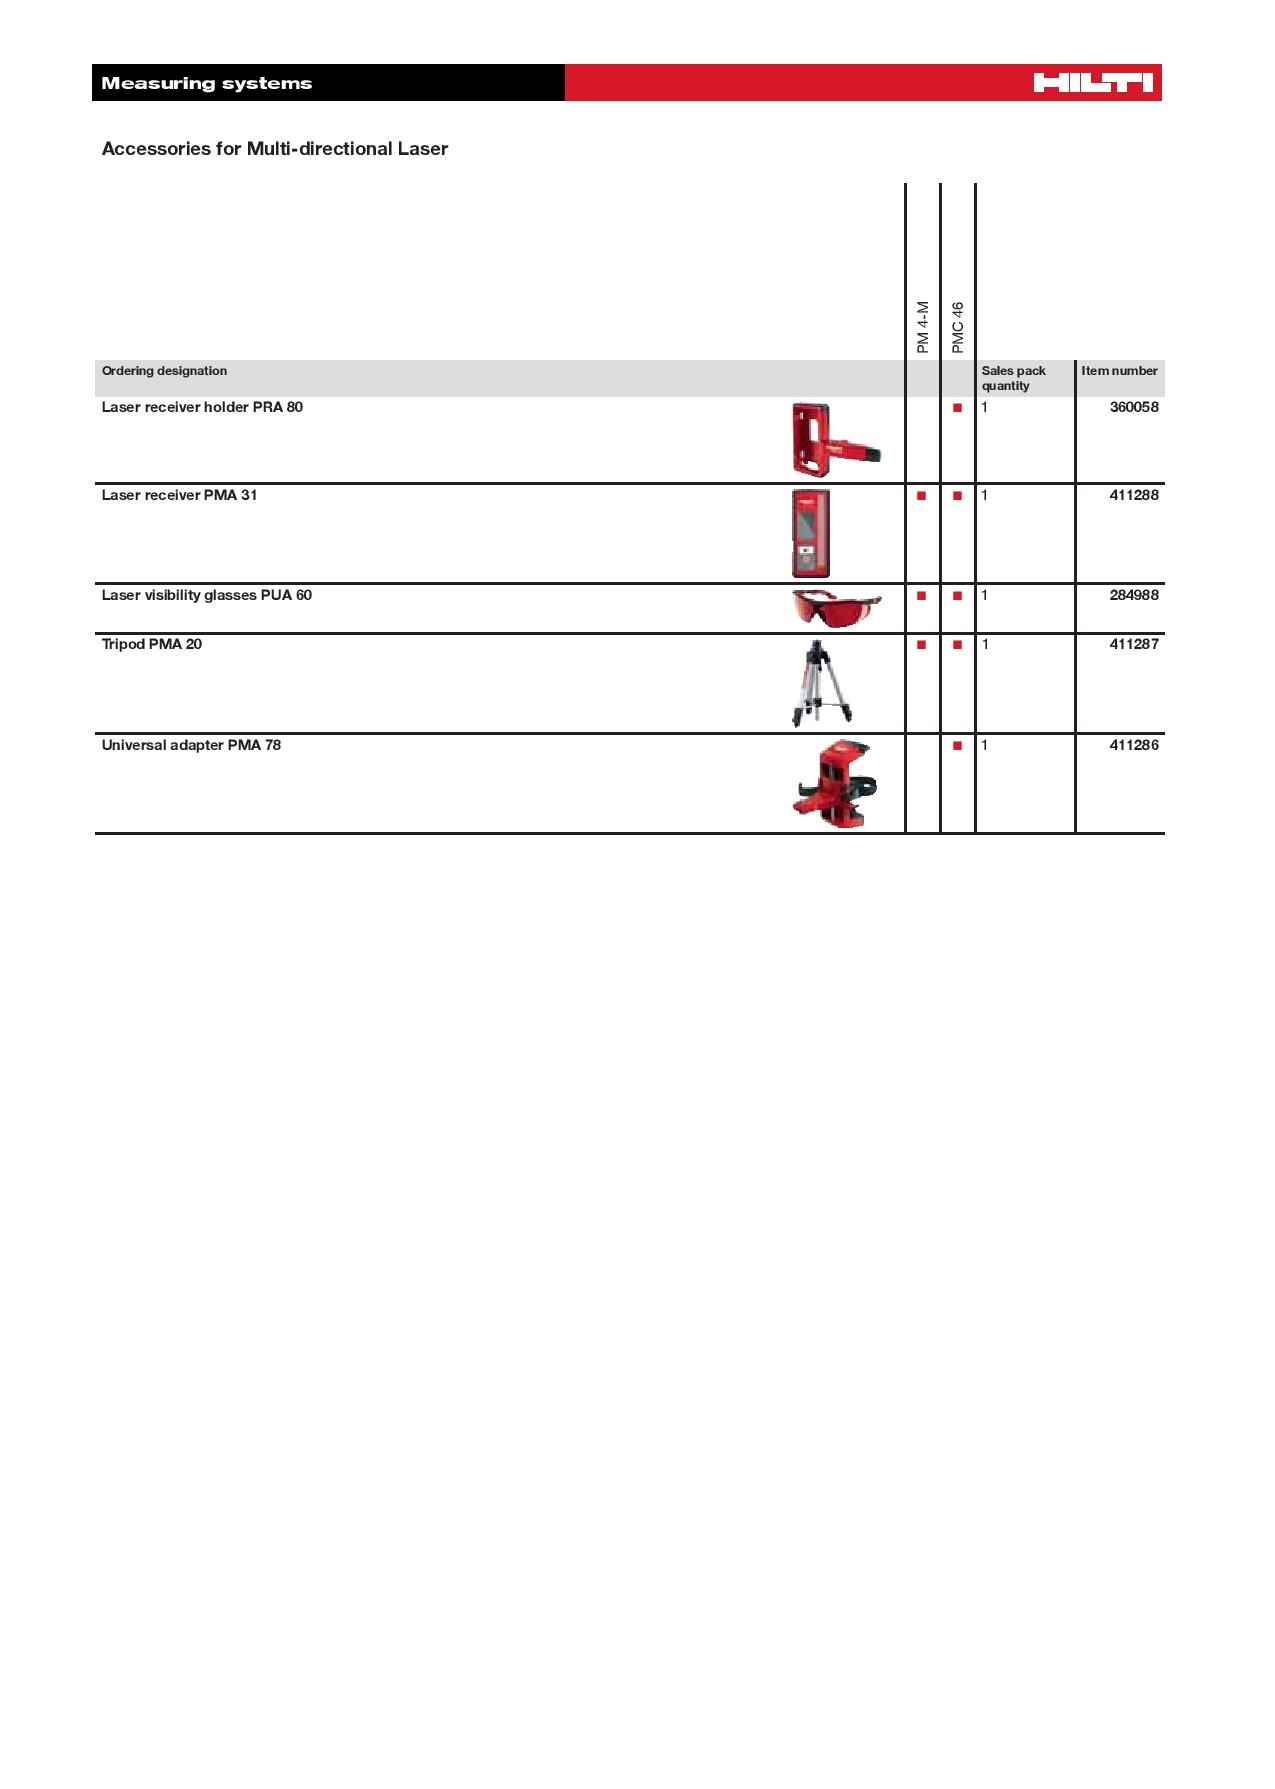 Measuring systems
HILTI
Accessories for Multi-directional Laser
PM 4-M
PMC 46
Ordering designation
Sales pack quantity
Item number
Laser receiver holder PRA 80 1 360058
Laser receiver PMA 31 1 411288
Laser visibility glasses PUA 60 1 284988
Tripod PMA 20 1 411287
Universal adapter PMA 78 1 411286